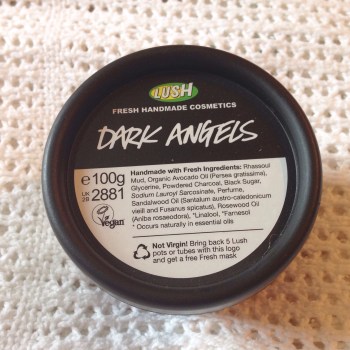 LUSH
FRESH HANDMADE COSMETICS
DARK ANGELS
e 100g
UK 2B 2881
Vegan
Handmade with Fresh Ingredients: Rhassoul
Mud, Organic Avocado Oil (Persea gratissima),
Glycerine, Powdered Charcoal, Black Sugar,
Sodium Lauroyl Sarcosinate, Perfume,
Sandalwood Oil (Santalum austro-caledonicum
vieill and Fusanus spicatus), Rosewood Oil
(Aniba rosaeodora), *Linalool, *Farnesol
* Occurs naturally in essential oils
Not Virgin! Bring back 5 Lush
pots or tubes with this logo
and get a free Fresh mask